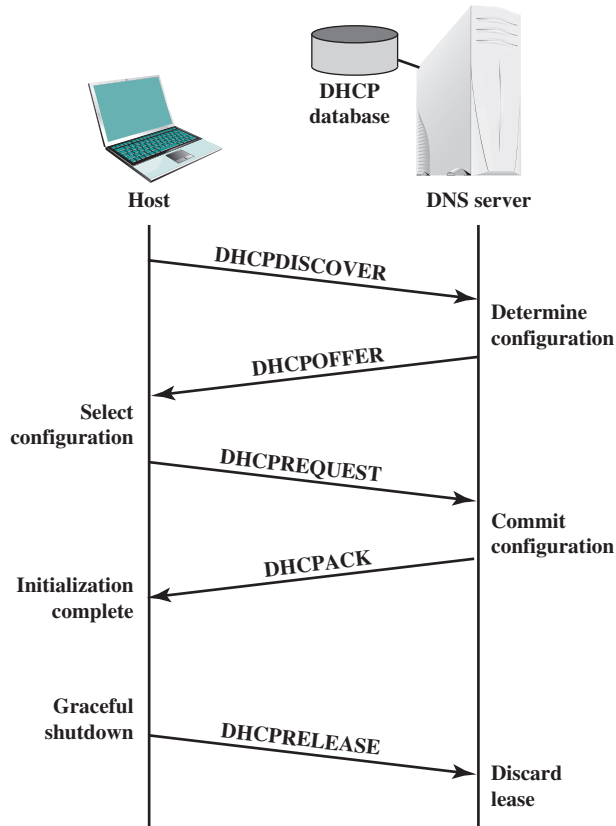 DHCP
database
Host
DNS server
DHCPDISCOVER
Determine
configuration
DHCPOFFER
Select
configuration
DHCPREQUEST
Commit
configuration
DHCPACK
Initialization
complete
Graceful
shutdown
DHCPRELEASE
Discard
lease